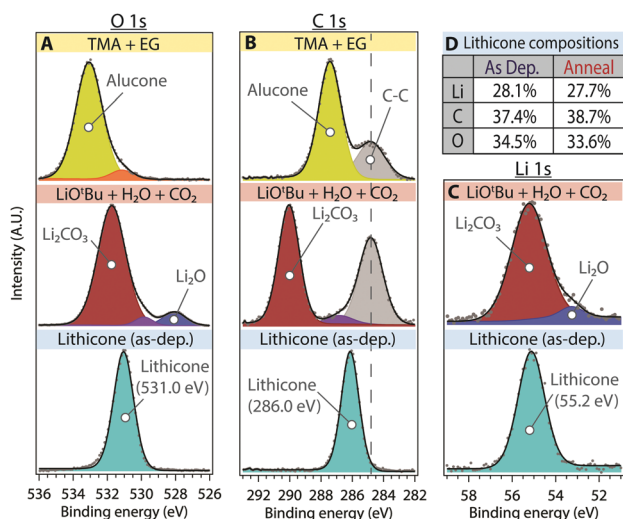 O 1s
A
TMA + EG
Alucone
LiOᵗBu + H₂O + CO₂
Li₂CO₃
Li₂O
Lithicone (as-dep.)
Lithicone
(531.0 eV)
536 534 532 530 528 526
Binding energy (eV)
Intensity (A.U.)
C 1s
B
TMA + EG
Alucone
C-C
LiOᵗBu + H₂O + CO₂
Li₂CO₃
Lithicone (as-dep.)
Lithicone
(286.0 eV)
292 290 288 286 284 282
Binding energy (eV)
D Lithicone compositions
As Dep. Anneal
Li 28.1% 27.7%
C 37.4% 38.7%
O 34.5% 33.6%
Li 1s
C
LiOᵗBu + H₂O + CO₂
Li₂CO₃
Li₂O
Lithicone (as-dep.)
Lithicone
(55.2 eV)
58 56 54 52
Binding energy (eV)